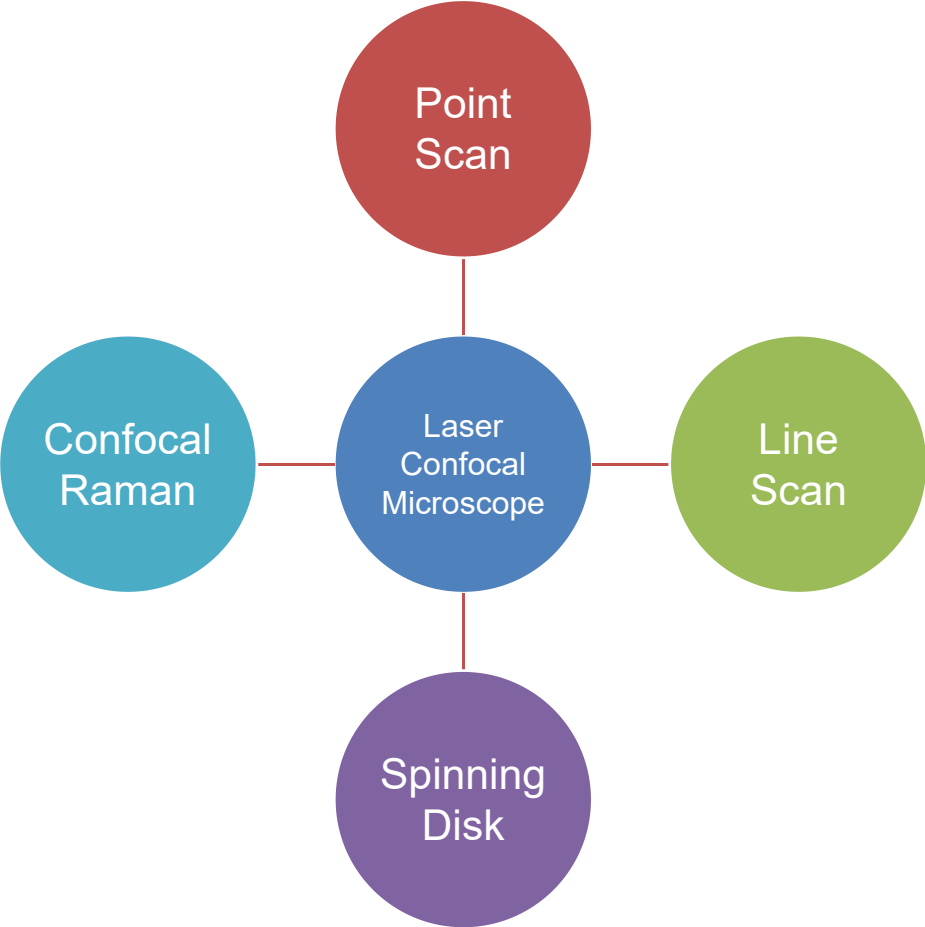 Point
Scan
Confocal
Raman
Laser
Confocal
Microscope
Line
Scan
Spinning
Disk